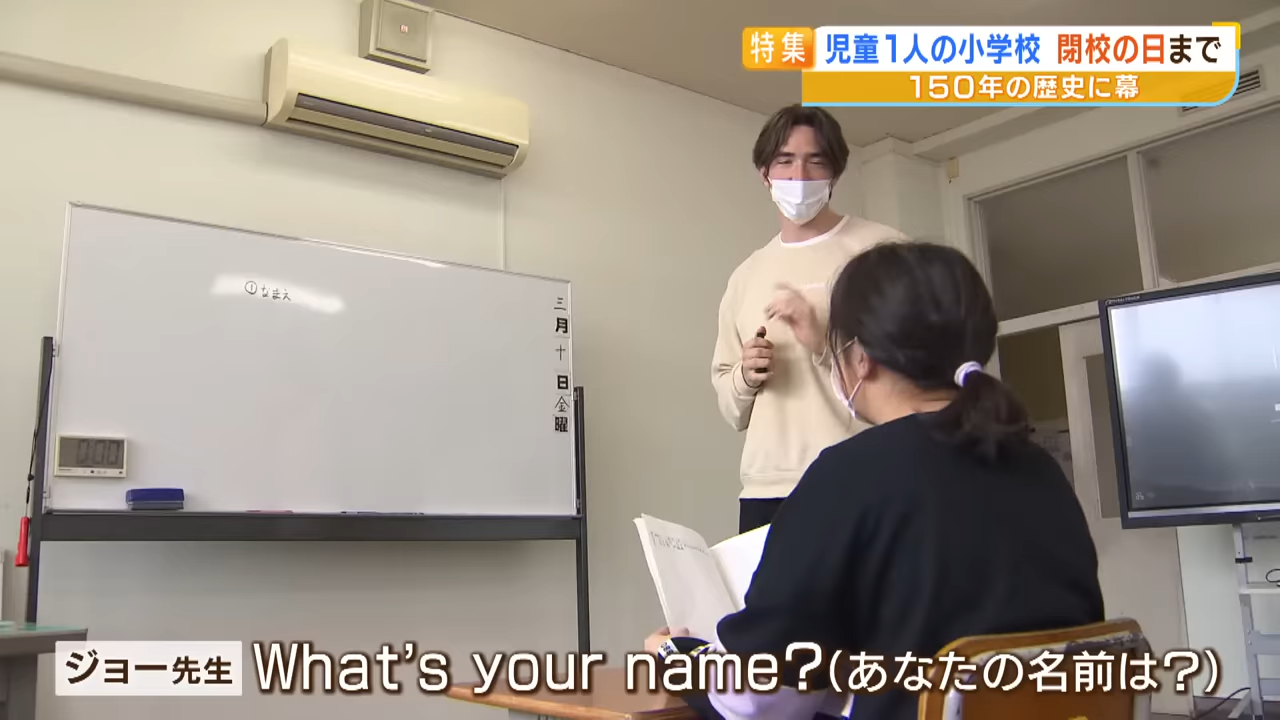 特集 児童1人の小学校 閉校の日まで
150年の歴史に幕
①なまえ
三
月
十
日
金
曜
0:00
ジョー先生 What's your name?(あなたの名前は?)